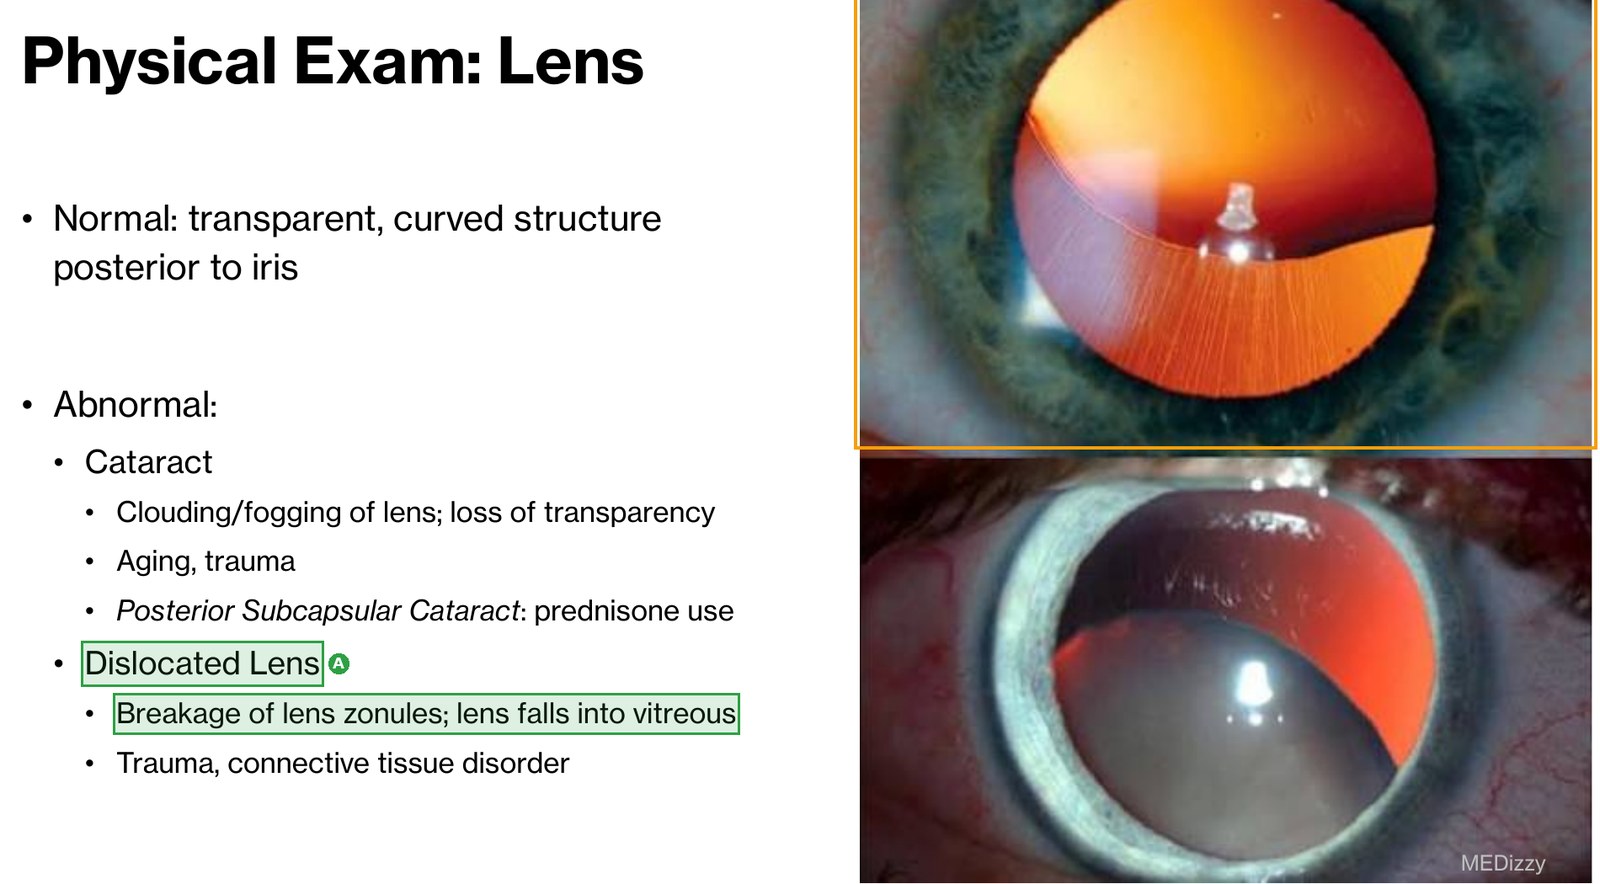 Physical Exam: Lens
• Normal: transparent, curved structure
posterior to iris
• Abnormal:
• Cataract
• Clouding/fogging of lens; loss of transparency
• Aging, trauma
• Posterior Subcapsular Cataract: prednisone use
• Dislocated Lens A
• Breakage of lens zonules; lens falls into vitreous
• Trauma, connective tissue disorder
MEDizzy